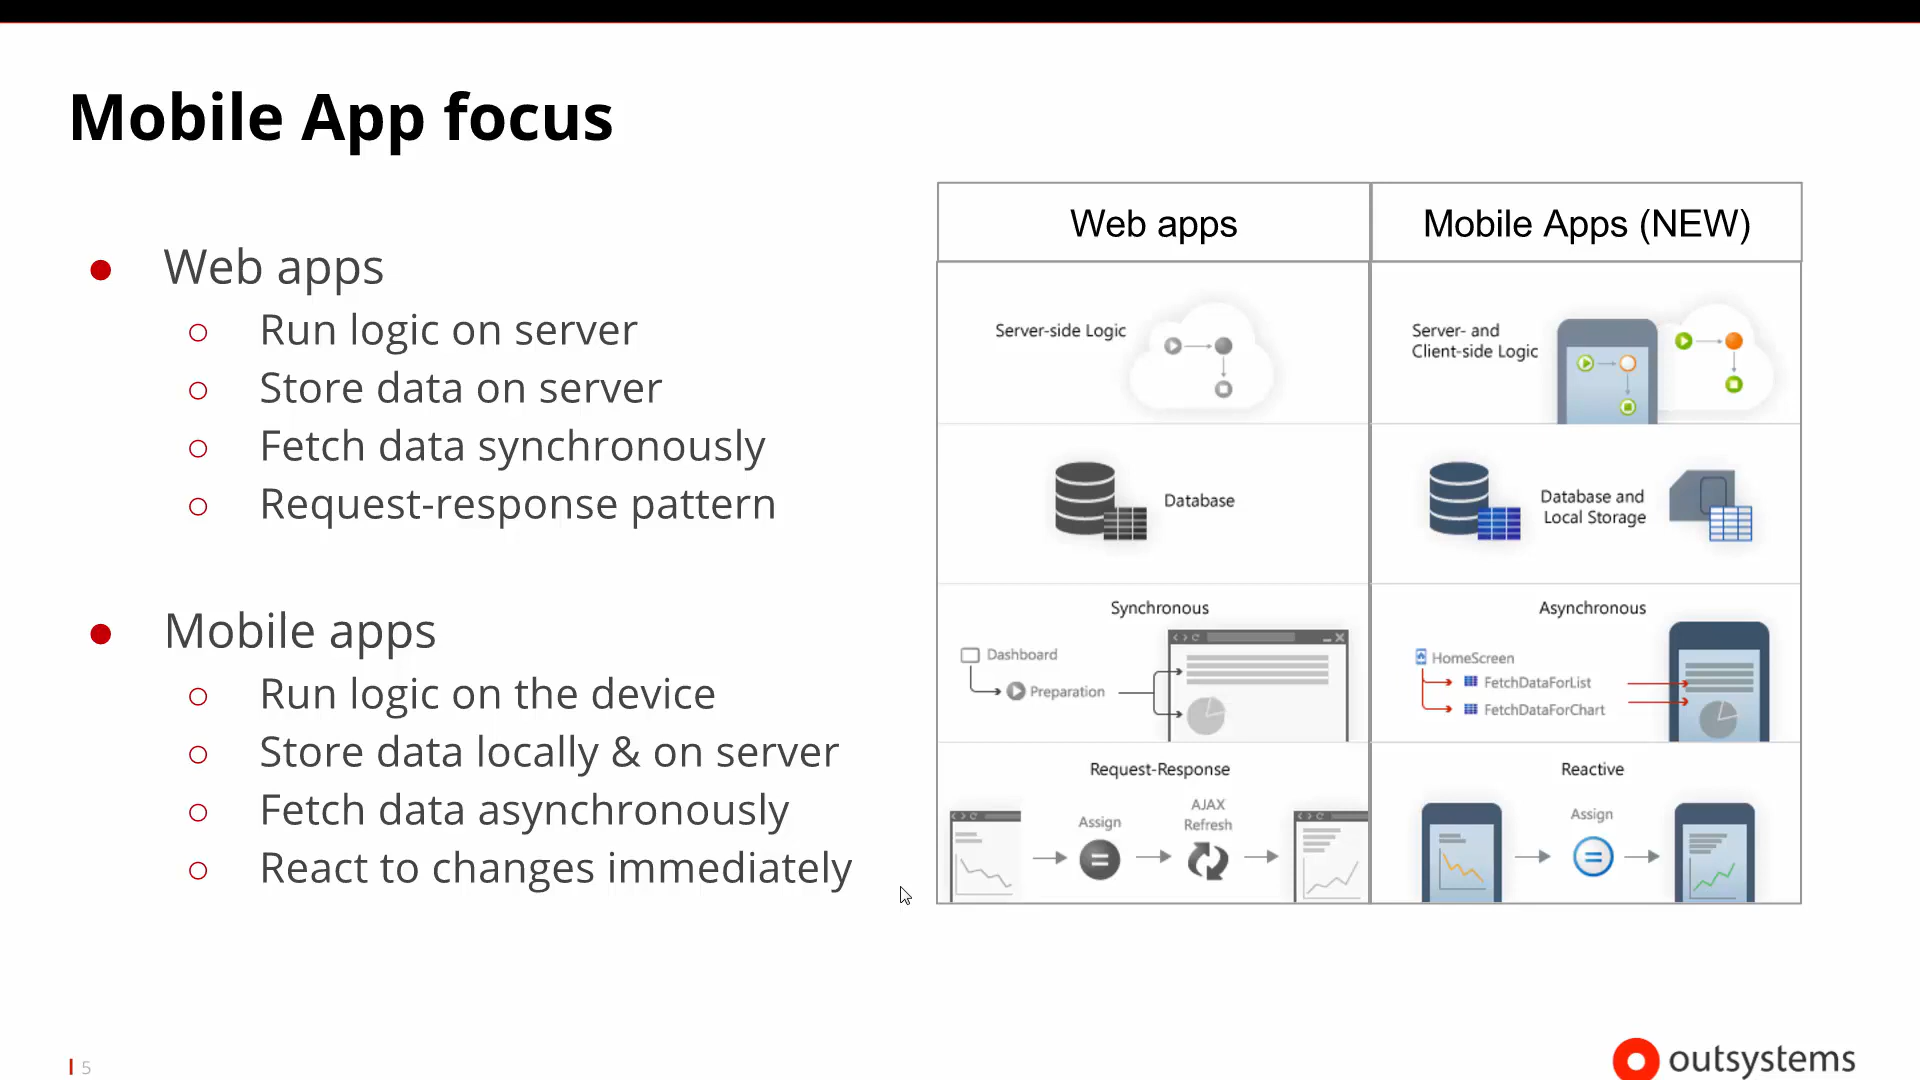 Mobile App focus
Web apps
Run logic on server
Store data on server
Fetch data synchronously
Request-response pattern
Mobile apps
Run logic on the device
Store data locally & on server
Fetch data asynchronously
React to changes immediately
Web apps
Mobile Apps (NEW)
Server-side Logic
Server- and
Client-side Logic
Database
Database and
Local Storage
Synchronous
Dashboard
Preparation
Asynchronous
HomeScreen
FetchDataForList
FetchDataForChart
Request-Response
Assign
AJAX
Refresh
Reactive
Assign
5
outsystems